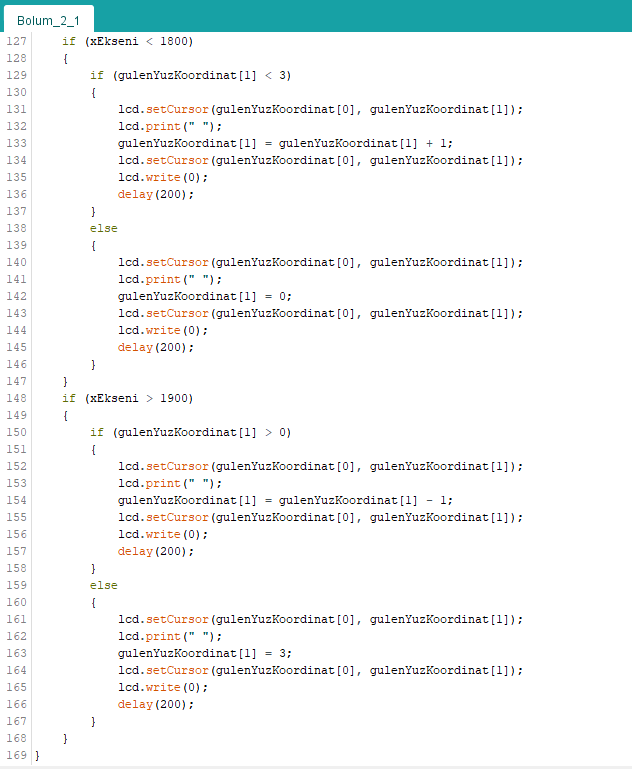 Bolum_2_1
127 if (xEkseni < 1800)
128 {
129 if (gulenYuzKoordinat[1] < 3)
130 {
131 lcd.setCursor(gulenYuzKoordinat[0], gulenYuzKoordinat[1]);
132 lcd.print(" ");
133 gulenYuzKoordinat[1] = gulenYuzKoordinat[1] + 1;
134 lcd.setCursor(gulenYuzKoordinat[0], gulenYuzKoordinat[1]);
135 lcd.write(0);
136 delay(200);
137 }
138 else
139 {
140 lcd.setCursor(gulenYuzKoordinat[0], gulenYuzKoordinat[1]);
141 lcd.print(" ");
142 gulenYuzKoordinat[1] = 0;
143 lcd.setCursor(gulenYuzKoordinat[0], gulenYuzKoordinat[1]);
144 lcd.write(0);
145 delay(200);
146 }
147 }
148 if (xEkseni > 1900)
149 {
150 if (gulenYuzKoordinat[1] > 0)
151 {
152 lcd.setCursor(gulenYuzKoordinat[0], gulenYuzKoordinat[1]);
153 lcd.print(" ");
154 gulenYuzKoordinat[1] = gulenYuzKoordinat[1] - 1;
155 lcd.setCursor(gulenYuzKoordinat[0], gulenYuzKoordinat[1]);
156 lcd.write(0);
157 delay(200);
158 }
159 else
160 {
161 lcd.setCursor(gulenYuzKoordinat[0], gulenYuzKoordinat[1]);
162 lcd.print(" ");
163 gulenYuzKoordinat[1] = 3;
164 lcd.setCursor(gulenYuzKoordinat[0], gulenYuzKoordinat[1]);
165 lcd.write(0);
166 delay(200);
167 }
168 }
169 }